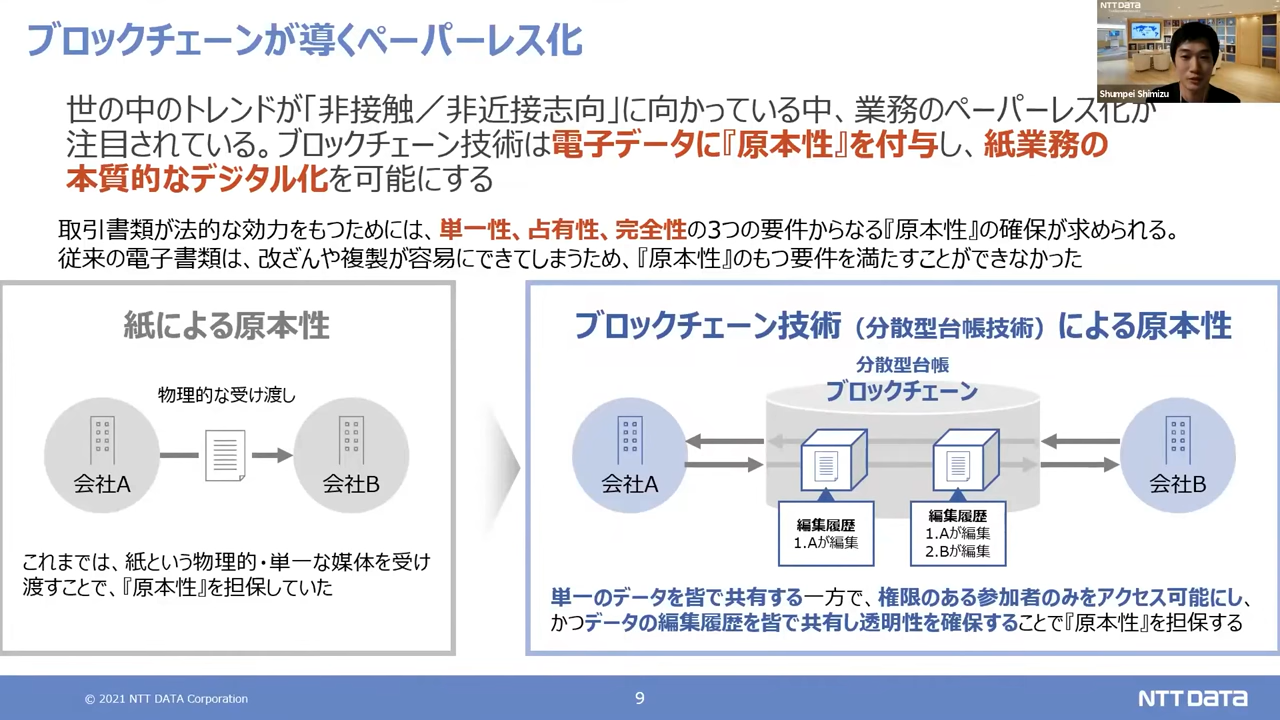 ブロックチェーンが導くペーパーレス化
NTT DATA
Shumpei Shimizu
世の中のトレンドが「非接触／非近接志向」に向かっている中、業務のペーパーレス化が
注目されている。ブロックチェーン技術は電子データに『原本性』を付与し、紙業務の
本質的なデジタル化を可能にする
取引書類が法的な効力をもつためには、単一性、占有性、完全性の3つの要件からなる『原本性』の確保が求められる。
従来の電子書類は、改ざんや複製が容易にできてしまうため、『原本性』のもつ要件を満たすことができなかった
紙による原本性
物理的な受け渡し
会社A
会社B
これまでは、紙という物理的・単一な媒体を受け
渡すことで、『原本性』を担保していた
ブロックチェーン技術（分散型台帳技術）による原本性
分散型台帳
ブロックチェーン
会社A
会社B
編集履歴
1.Aが編集
編集履歴
1.Aが編集
2.Bが編集
単一のデータを皆で共有する一方で、権限のある参加者のみをアクセス可能にし、
かつデータの編集履歴を皆で共有し透明性を確保することで『原本性』を担保する
© 2021 NTT DATA Corporation
9
NTT DATA